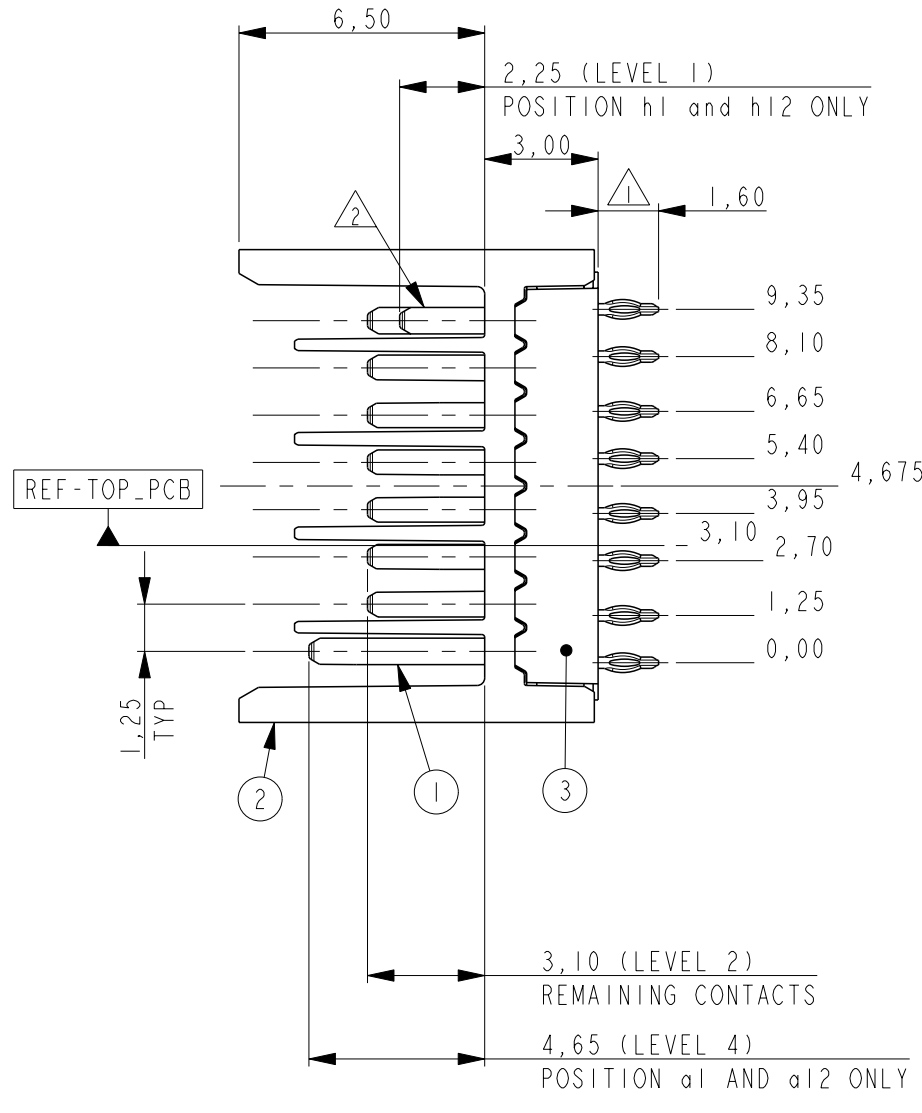 6,50
2,25 (LEVEL 1)
POSITION h1 and h12 ONLY
3,00
1
1,60
2
9,35
8,10
6,65
5,40
4,675
REF-TOP_PCB
3,95
3,10
2,70
1,25
0,00
1,25
TYP
2
1
3
3,10 (LEVEL 2)
REMAINING CONTACTS
4,65 (LEVEL 4)
POSITION a1 AND a12 ONLY